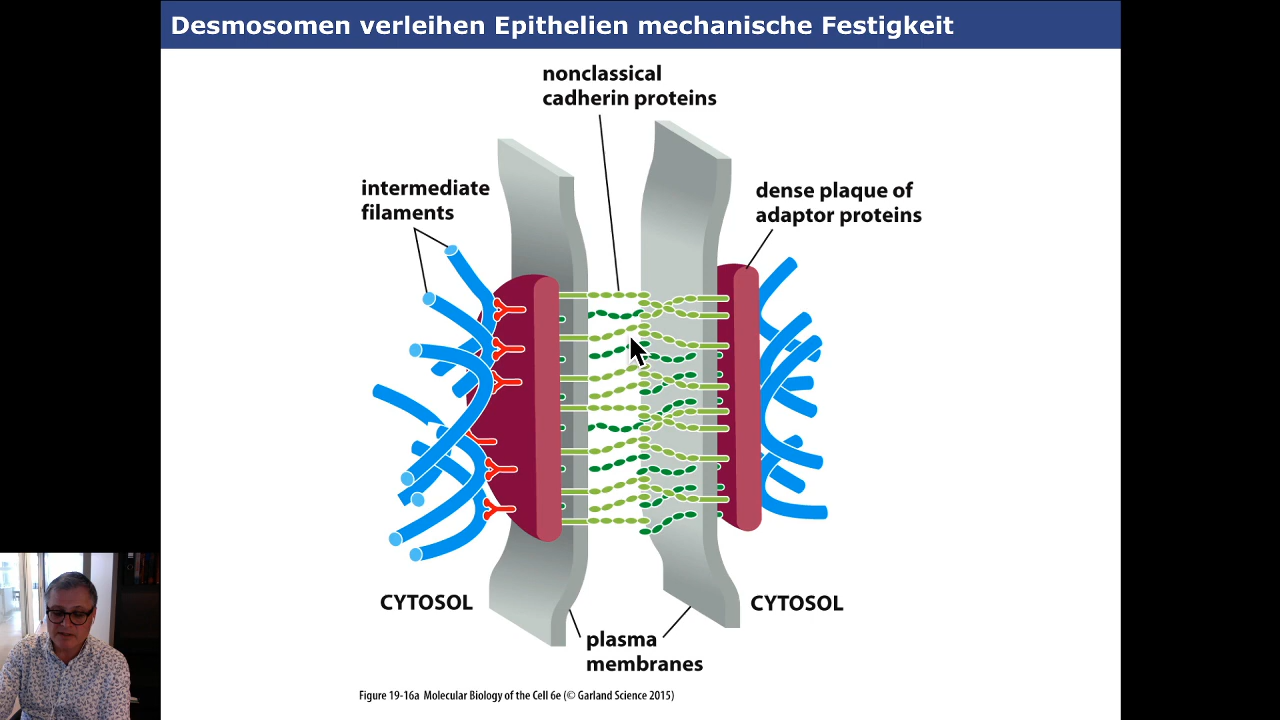 Desmosomen verleihen Epithelien mechanische Festigkeit
nonclassical
cadherin proteins
intermediate
filaments
dense plaque of
adaptor proteins
CYTOSOL
CYTOSOL
plasma
membranes
Figure 19-16a Molecular Biology of the Cell 6e (© Garland Science 2015)